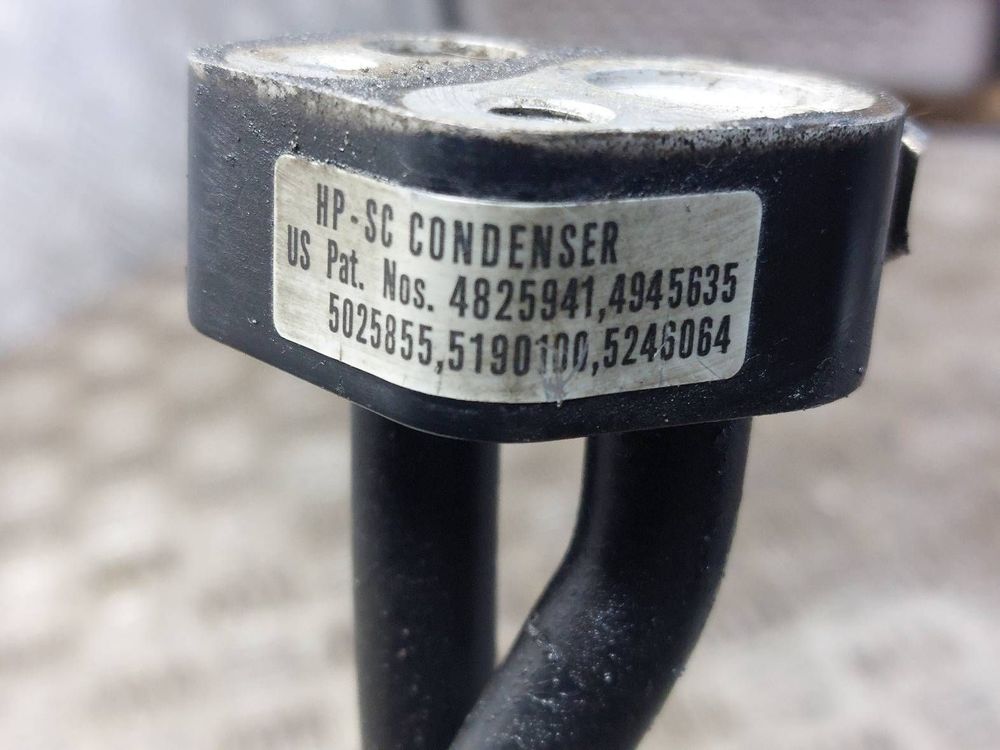 HP-SC CONDENSER
US Pat. Nos. 4825941,4945635
5025855,5190100,5246064